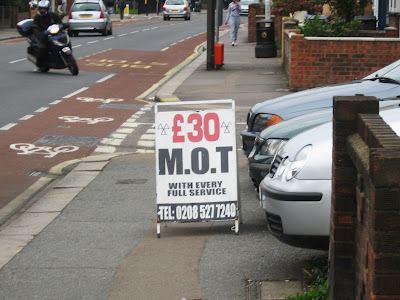 £30
M.O.T
WITH EVERY
FULL SERVICE
TEL: 0208 527 7240